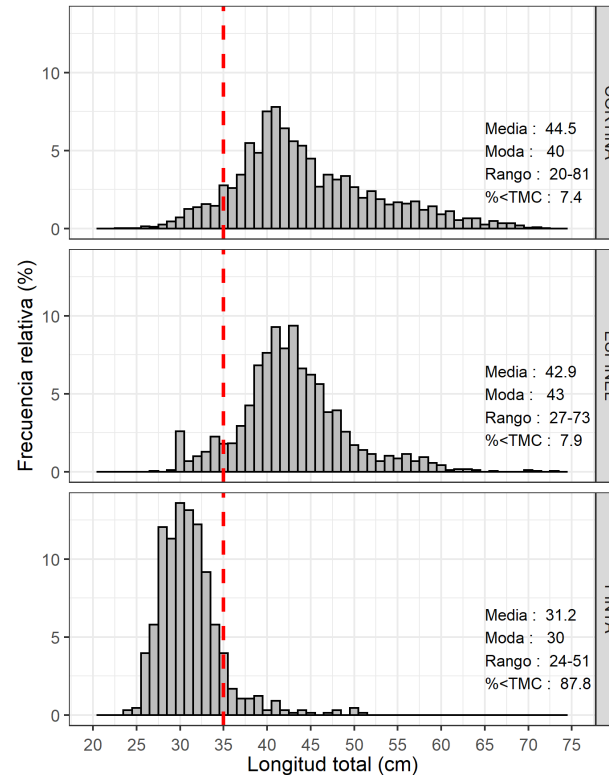 Frecuencia relativa (%)
10
5
0
Media : 44.5
Moda : 40
Rango : 20-81
%<TMC : 7.4
10
5
0
Media : 42.9
Moda : 43
Rango : 27-73
%<TMC : 7.9
10
5
0
Media : 31.2
Moda : 30
Rango : 24-51
%<TMC : 87.8
20 25 30 35 40 45 50 55 60 65 70 75
Longitud total (cm)